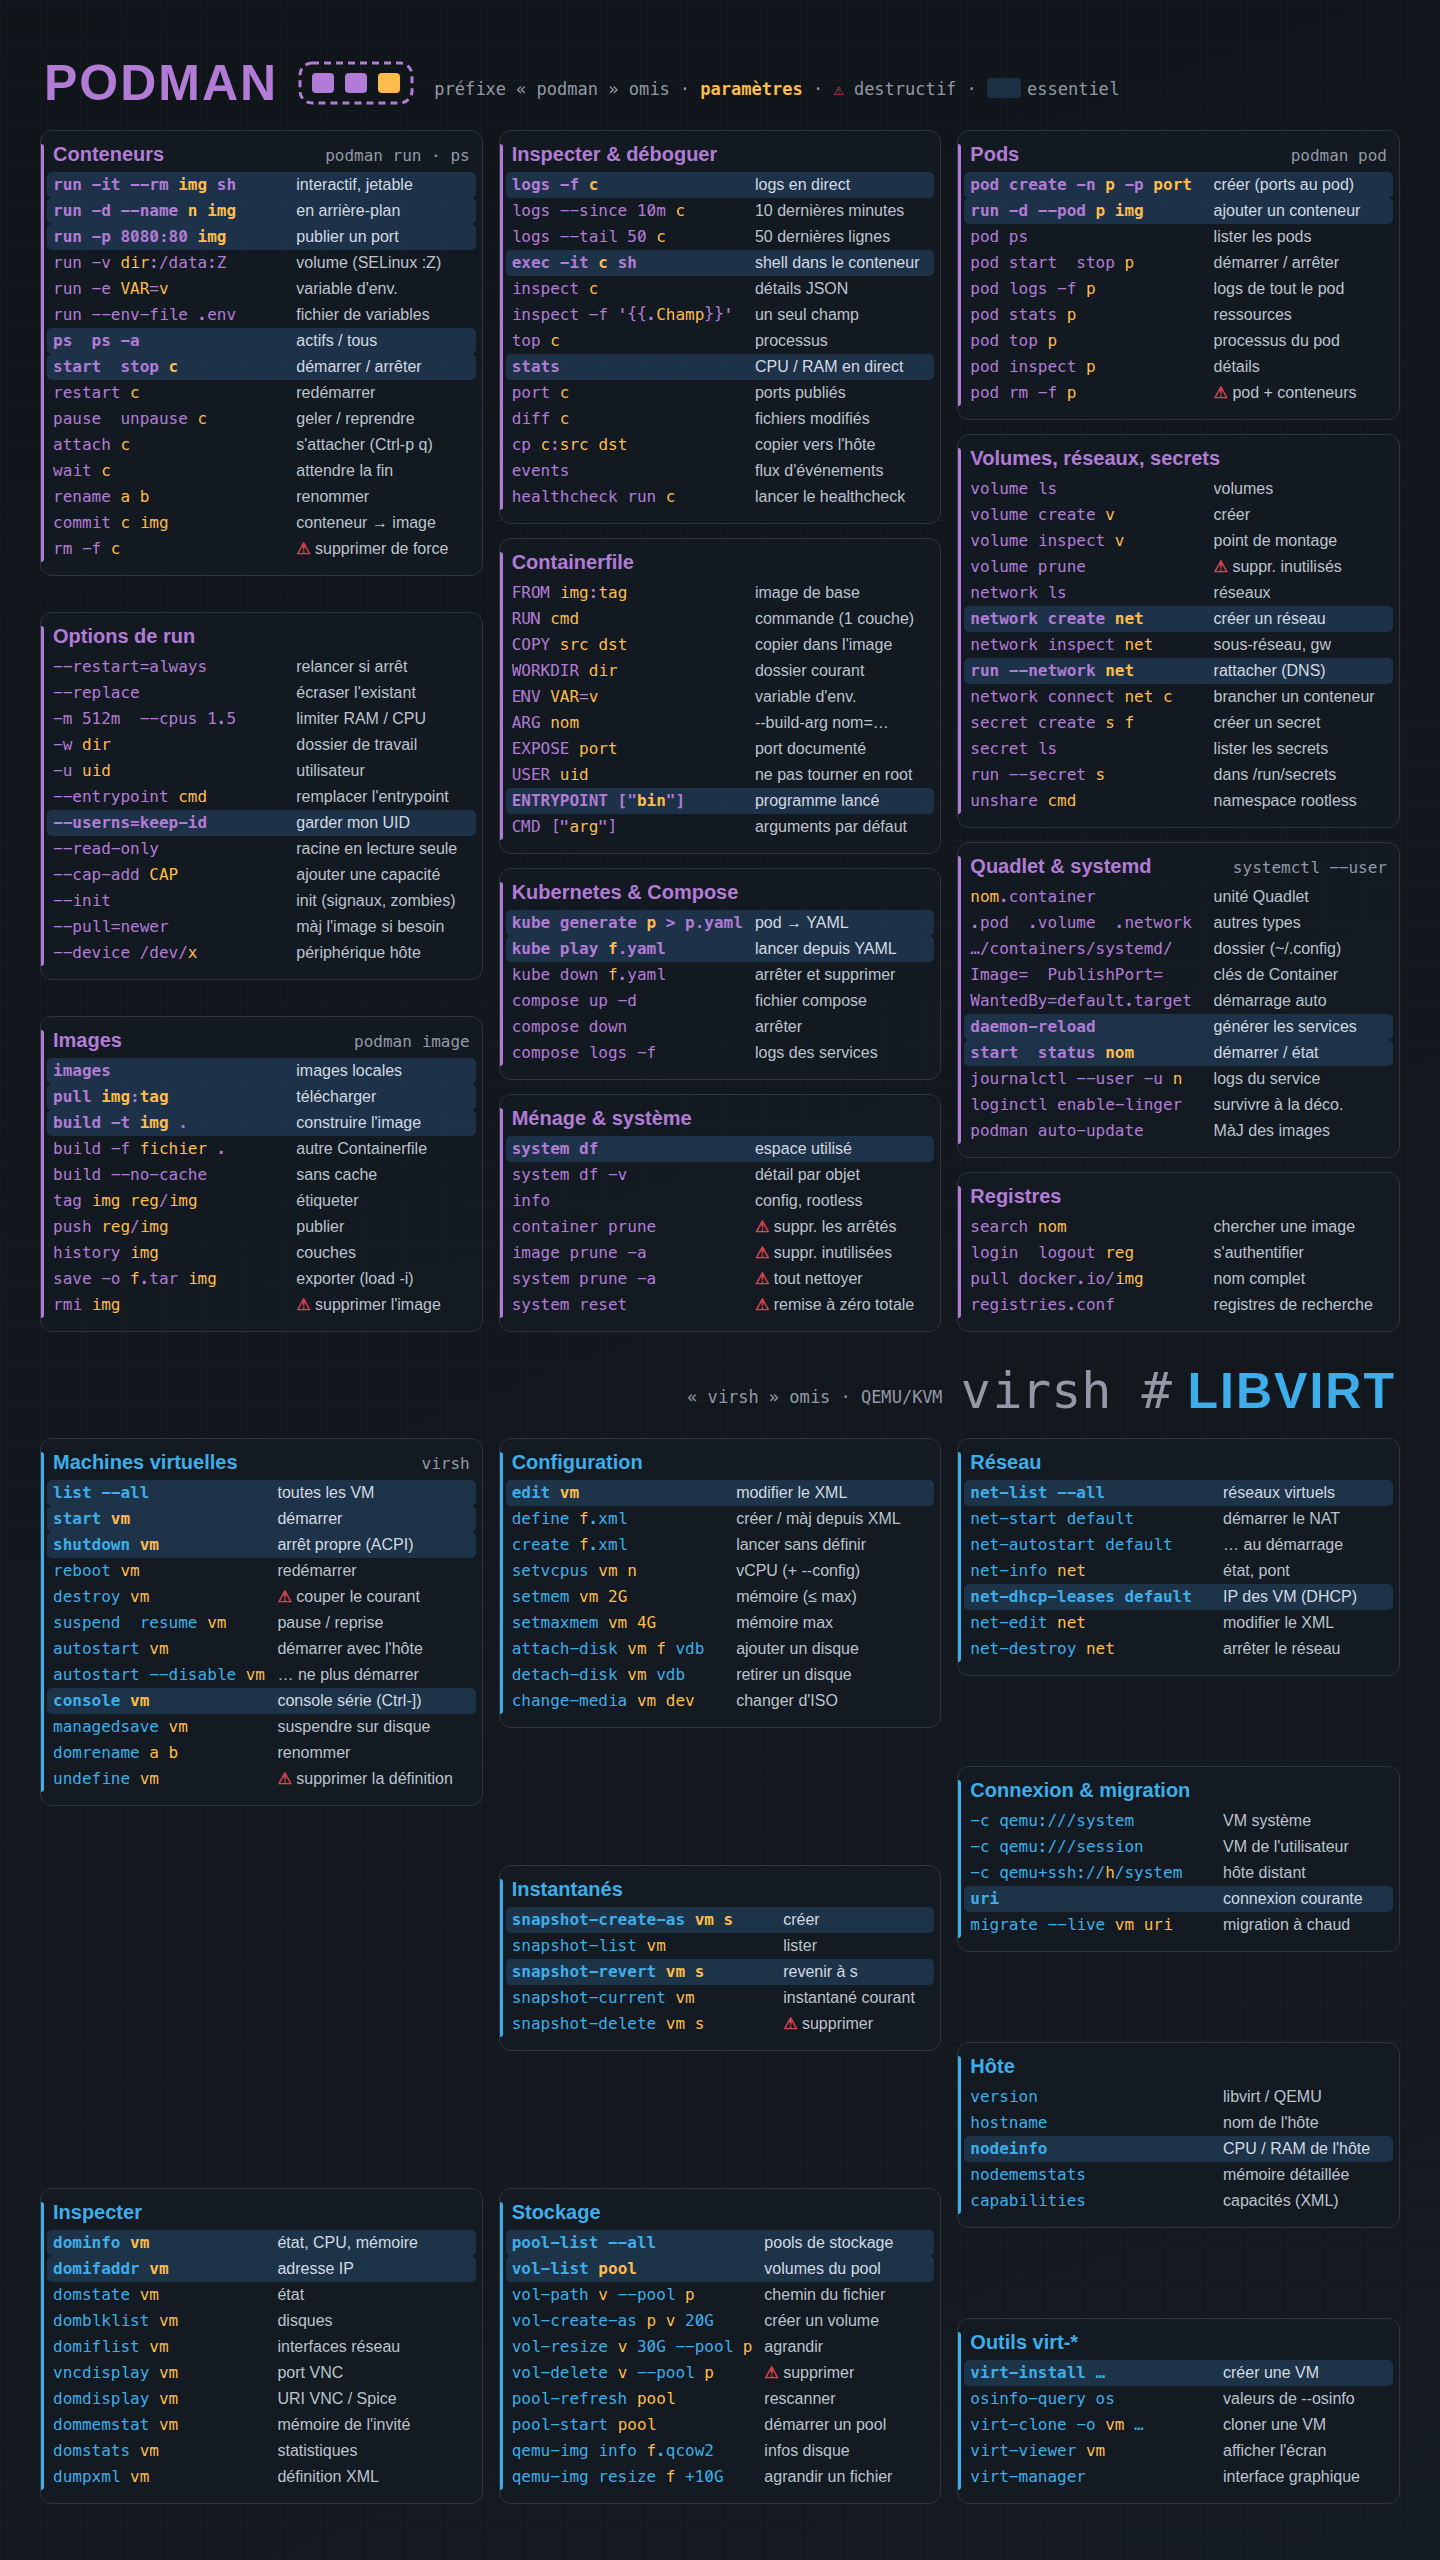 PODMAN
préfixe « podman » omis · paramètres · ⚠ destructif · essentiel
Conteneurs podman run · ps
run -it --rm img sh interactif, jetable
run -d --name n img en arrière-plan
run -p 8080:80 img publier un port
run -v dir:/data:Z volume (SELinux :Z)
run -e VAR=v variable d'env.
run --env-file .env fichier de variables
ps ps -a actifs / tous
start stop c démarrer / arrêter
restart c redémarrer
pause unpause c geler / reprendre
attach c s'attacher (Ctrl-p q)
wait c attendre la fin
rename a b renommer
commit c img conteneur → image
rm -f c ⚠ supprimer de force
Options de run
--restart=always relancer si arrêt
--replace écraser l'existant
-m 512m --cpus 1.5 limiter RAM / CPU
-w dir dossier de travail
-u uid utilisateur
--entrypoint cmd remplacer l'entrypoint
--userns=keep-id garder mon UID
--read-only racine en lecture seule
--cap-add CAP ajouter une capacité
--init init (signaux, zombies)
--pull=newer màj l'image si besoin
--device /dev/x périphérique hôte
Images podman image
images images locales
pull img:tag télécharger
build -t img . construire l'image
build -f fichier . autre Containerfile
build --no-cache sans cache
tag img reg/img étiqueter
push reg/img publier
history img couches
save -o f.tar img exporter (load -i)
rmi img ⚠ supprimer l'image
Inspecter & déboguer
logs -f c logs en direct
logs --since 10m c 10 dernières minutes
logs --tail 50 c 50 dernières lignes
exec -it c sh shell dans le conteneur
inspect c détails JSON
inspect -f '{{.Champ}}' un seul champ
top c processus
stats CPU / RAM en direct
port c ports publiés
diff c fichiers modifiés
cp c:src dst copier vers l'hôte
events flux d'événements
healthcheck run c lancer le healthcheck
Containerfile
FROM img:tag image de base
RUN cmd commande (1 couche)
COPY src dst copier dans l'image
WORKDIR dir dossier courant
ENV VAR=v variable d'env.
ARG nom --build-arg nom=…
EXPOSE port port documenté
USER uid ne pas tourner en root
ENTRYPOINT ["bin"] programme lancé
CMD ["arg"] arguments par défaut
Kubernetes & Compose
kube generate p > p.yaml pod → YAML
kube play f.yaml lancer depuis YAML
kube down f.yaml arrêter et supprimer
compose up -d fichier compose
compose down arrêter
compose logs -f logs des services
Ménage & système
system df espace utilisé
system df -v détail par objet
info config, rootless
container prune ⚠ suppr. les arrêtés
image prune -a ⚠ suppr. inutilisées
system prune -a ⚠ tout nettoyer
system reset ⚠ remise à zéro totale
Pods podman pod
pod create -n p -p port créer (ports au pod)
run -d --pod p img ajouter un conteneur
pod ps lister les pods
pod start stop p démarrer / arrêter
pod logs -f p logs de tout le pod
pod stats p ressources
pod top p processus du pod
pod inspect p détails
pod rm -f p ⚠ pod + conteneurs
Volumes, réseaux, secrets
volume ls volumes
volume create v créer
volume inspect v point de montage
volume prune ⚠ suppr. inutilisés
network ls réseaux
network create net créer un réseau
network inspect net sous-réseau, gw
run --network net rattacher (DNS)
network connect net c brancher un conteneur
secret create s f créer un secret
secret ls lister les secrets
run --secret s dans /run/secrets
unshare cmd namespace rootless
Quadlet & systemd systemctl --user
nom.container unité Quadlet
.pod .volume .network autres types
…/containers/systemd/ dossier (~/.config)
Image= PublishPort= clés de Container
WantedBy=default.target démarrage auto
daemon-reload générer les services
start status nom démarrer / état
journalctl --user -u n logs du service
loginctl enable-linger survivre à la déco.
podman auto-update MàJ des images
Registres
search nom chercher une image
login logout reg s'authentifier
pull docker.io/img nom complet
registries.conf registres de recherche
« virsh » omis · QEMU/KVM virsh # LIBVIRT
Machines virtuelles virsh
list --all toutes les VM
start vm démarrer
shutdown vm arrêt propre (ACPI)
reboot vm redémarrer
destroy vm ⚠ couper le courant
suspend resume vm pause / reprise
autostart vm démarrer avec l'hôte
autostart --disable vm … ne plus démarrer
console vm console série (Ctrl-])
managedsave vm suspendre sur disque
domrename a b renommer
undefine vm ⚠ supprimer la définition
Inspecter
dominfo vm état, CPU, mémoire
domifaddr vm adresse IP
domstate vm état
domblklist vm disques
domiflist vm interfaces réseau
vncdisplay vm port VNC
domdisplay vm URI VNC / Spice
dommemstat vm mémoire de l'invité
domstats vm statistiques
dumpxml vm définition XML
Configuration
edit vm modifier le XML
define f.xml créer / màj depuis XML
create f.xml lancer sans définir
setvcpus vm n vCPU (+ --config)
setmem vm 2G mémoire (≤ max)
setmaxmem vm 4G mémoire max
attach-disk vm f vdb ajouter un disque
detach-disk vm vdb retirer un disque
change-media vm dev changer d'ISO
Instantanés
snapshot-create-as vm s créer
snapshot-list vm lister
snapshot-revert vm s revenir à s
snapshot-current vm instantané courant
snapshot-delete vm s ⚠ supprimer
Stockage
pool-list --all pools de stockage
vol-list pool volumes du pool
vol-path v --pool p chemin du fichier
vol-create-as p v 20G créer un volume
vol-resize v 30G --pool p agrandir
vol-delete v --pool p ⚠ supprimer
pool-refresh pool rescanner
pool-start pool démarrer un pool
qemu-img info f.qcow2 infos disque
qemu-img resize f +10G agrandir un fichier
Réseau
net-list --all réseaux virtuels
net-start default démarrer le NAT
net-autostart default … au démarrage
net-info net état, pont
net-dhcp-leases default IP des VM (DHCP)
net-edit net modifier le XML
net-destroy net arrêter le réseau
Connexion & migration
-c qemu:///system VM système
-c qemu:///session VM de l'utilisateur
-c qemu+ssh://h/system hôte distant
uri connexion courante
migrate --live vm uri migration à chaud
Hôte
version libvirt / QEMU
hostname nom de l'hôte
nodeinfo CPU / RAM de l'hôte
nodememstats mémoire détaillée
capabilities capacités (XML)
Outils virt-*
virt-install … créer une VM
osinfo-query os valeurs de --osinfo
virt-clone -o vm … cloner une VM
virt-viewer vm afficher l'écran
virt-manager interface graphique